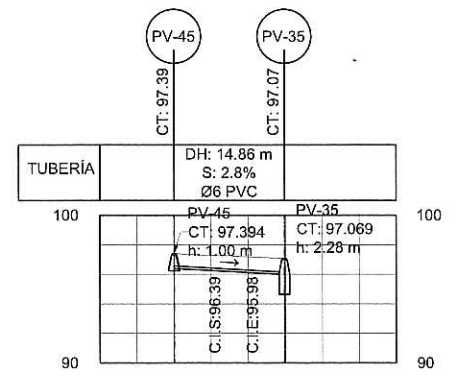 PV-45
PV-35
CT: 97.39
CT: 97.07
TUBERÍA
DH: 14.86 m
S: 2.8%
Ø6 PVC
100
PV-45
CT: 97.394
h: 1.00 m
PV-35
CT: 97.069
h: 2.28 m
100
→
C.I.S:96.39
C.I.E:95.98
90
90